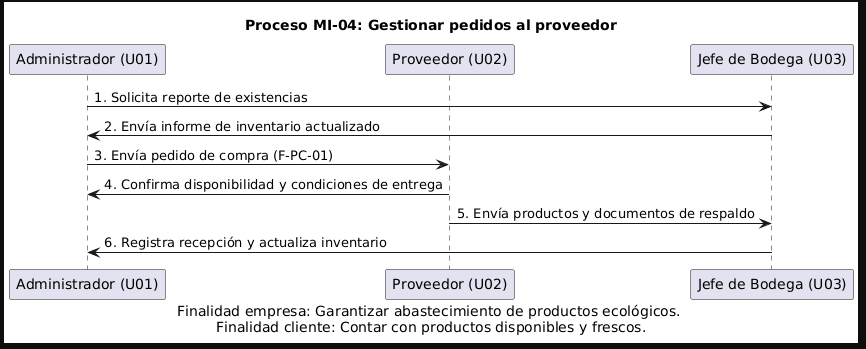 Proceso MI-04: Gestionar pedidos al proveedor
Administrador (U01) Proveedor (U02) Jefe de Bodega (U03)
1. Solicita reporte de existencias
2. Envía informe de inventario actualizado
3. Envía pedido de compra (F-PC-01)
4. Confirma disponibilidad y condiciones de entrega
5. Envía productos y documentos de respaldo
6. Registra recepción y actualiza inventario
Administrador (U01) Proveedor (U02) Jefe de Bodega (U03)
Finalidad empresa: Garantizar abastecimiento de productos ecológicos.
Finalidad cliente: Contar con productos disponibles y frescos.